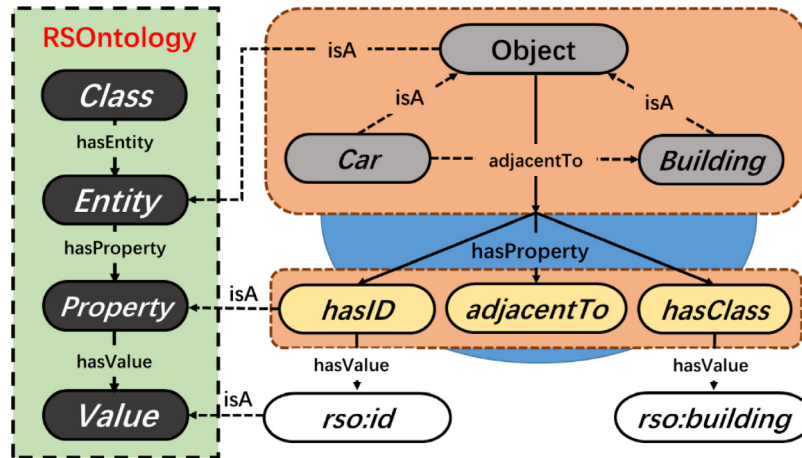 RSOntology
isA
Object
Class
isA
isA
hasEntity
Car
adjacentTo
Building
Entity
hasProperty
hasProperty
Property
isA
hasID
adjacentTo
hasClass
hasValue
hasValue
hasValue
Value
isA
rso:id
rso:building